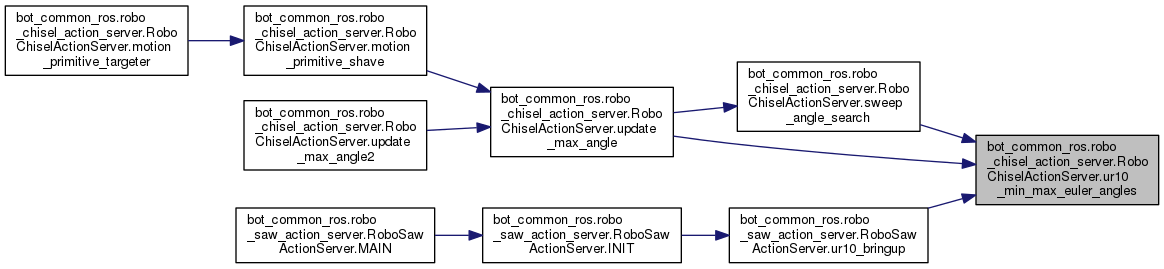 bot_common_ros.robo
_chisel_action_server.Robo
ChiselActionServer.motion
_primitive_targeter
bot_common_ros.robo
_chisel_action_server.Robo
ChiselActionServer.motion
_primitive_shave
bot_common_ros.robo
_chisel_action_server.Robo
ChiselActionServer.update
_max_angle2
bot_common_ros.robo
_chisel_action_server.Robo
ChiselActionServer.update
_max_angle
bot_common_ros.robo
_chisel_action_server.Robo
ChiselActionServer.sweep
_angle_search
bot_common_ros.robo
_chisel_action_server.Robo
ChiselActionServer.ur10
_min_max_euler_angles
bot_common_ros.robo
_saw_action_server.RoboSaw
ActionServer.MAIN
bot_common_ros.robo
_saw_action_server.RoboSaw
ActionServer.INIT
bot_common_ros.robo
_saw_action_server.RoboSaw
ActionServer.ur10_bringup